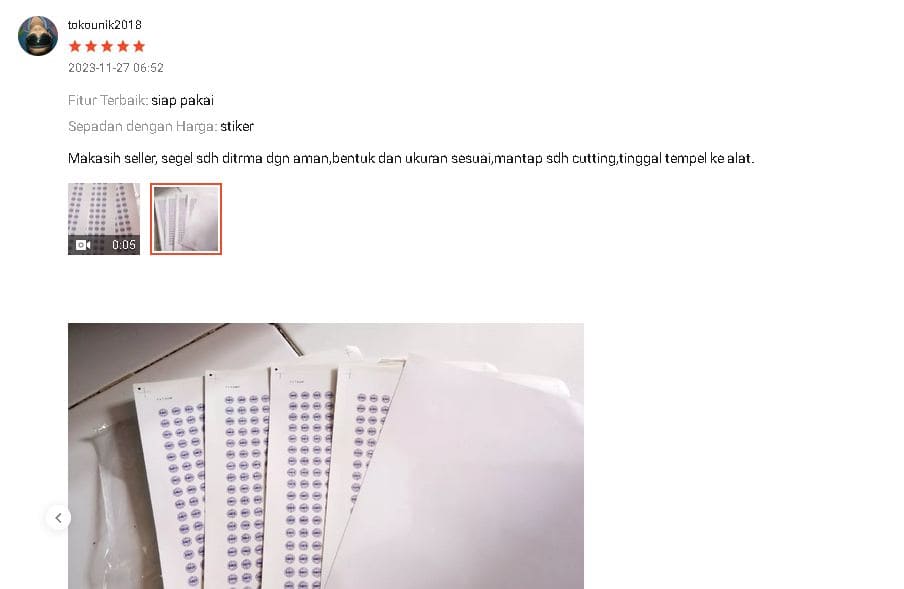 tokounik2018
2023-11-27 06:52
Fitur Terbaik: siap pakai
Sepadan dengan Harga: stiker
Makasih seller, segel sdh ditrma dgn aman,bentuk dan ukuran sesuai,mantap sdh cutting,tinggal tempel ke alat.
0:05